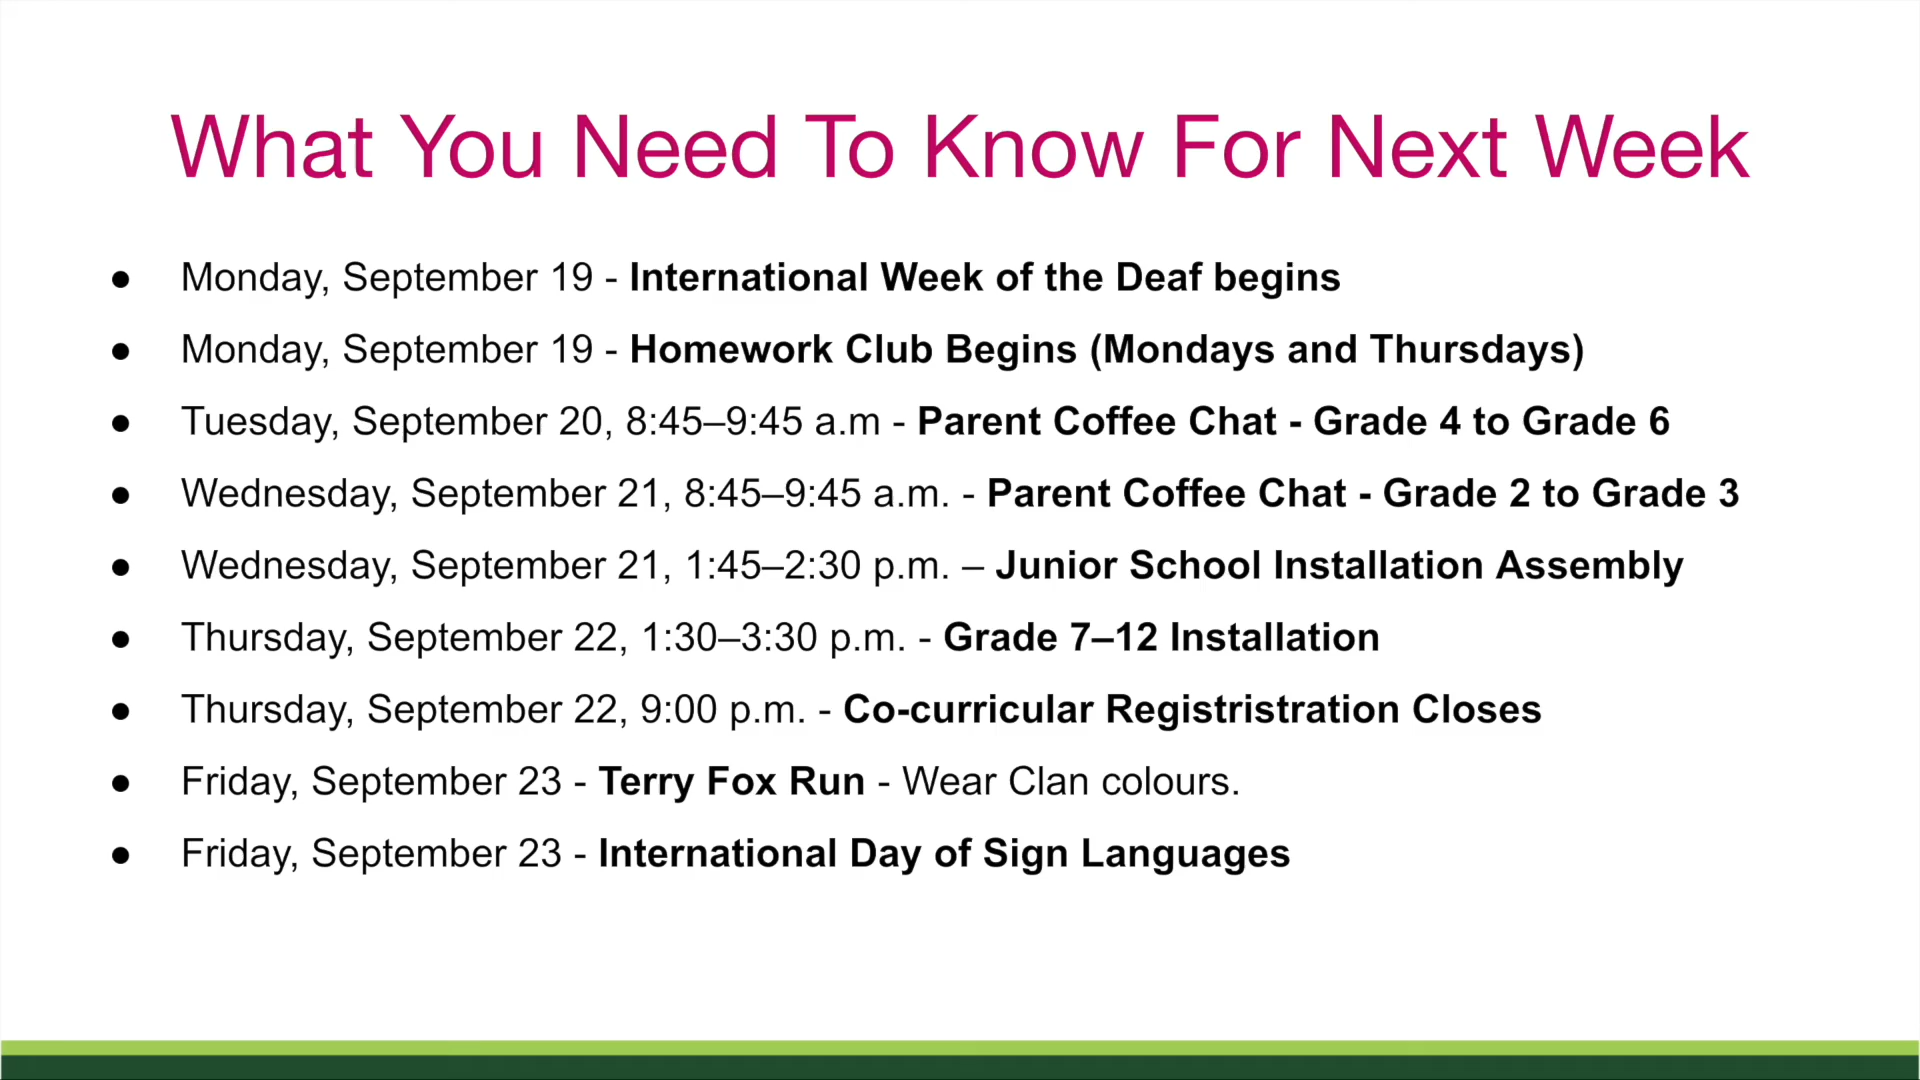 What You Need To Know For Next Week
● Monday, September 19 - International Week of the Deaf begins
● Monday, September 19 - Homework Club Begins (Mondays and Thursdays)
● Tuesday, September 20, 8:45–9:45 a.m - Parent Coffee Chat - Grade 4 to Grade 6
● Wednesday, September 21, 8:45–9:45 a.m. - Parent Coffee Chat - Grade 2 to Grade 3
● Wednesday, September 21, 1:45–2:30 p.m. – Junior School Installation Assembly
● Thursday, September 22, 1:30–3:30 p.m. - Grade 7–12 Installation
● Thursday, September 22, 9:00 p.m. - Co-curricular Registristration Closes
● Friday, September 23 - Terry Fox Run - Wear Clan colours.
● Friday, September 23 - International Day of Sign Languages